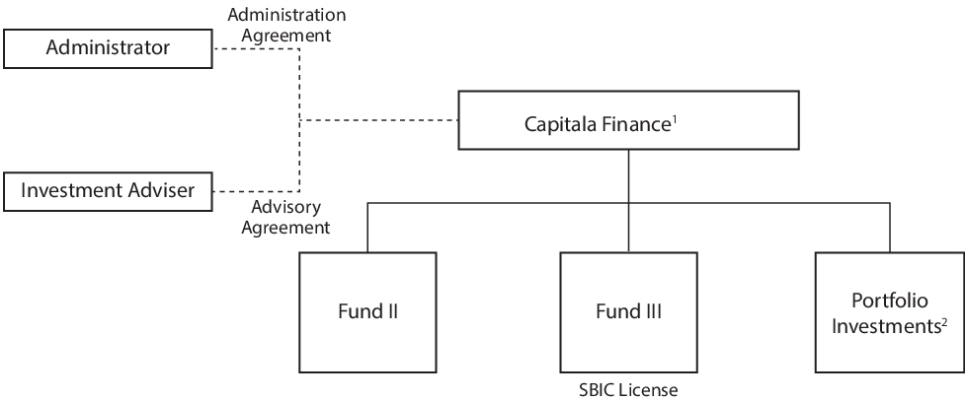 Administration
Agreement
Administrator
Capitala Finance¹
Investment Adviser
Advisory
Agreement
Fund II
Fund III
Portfolio
Investments²
SBIC License